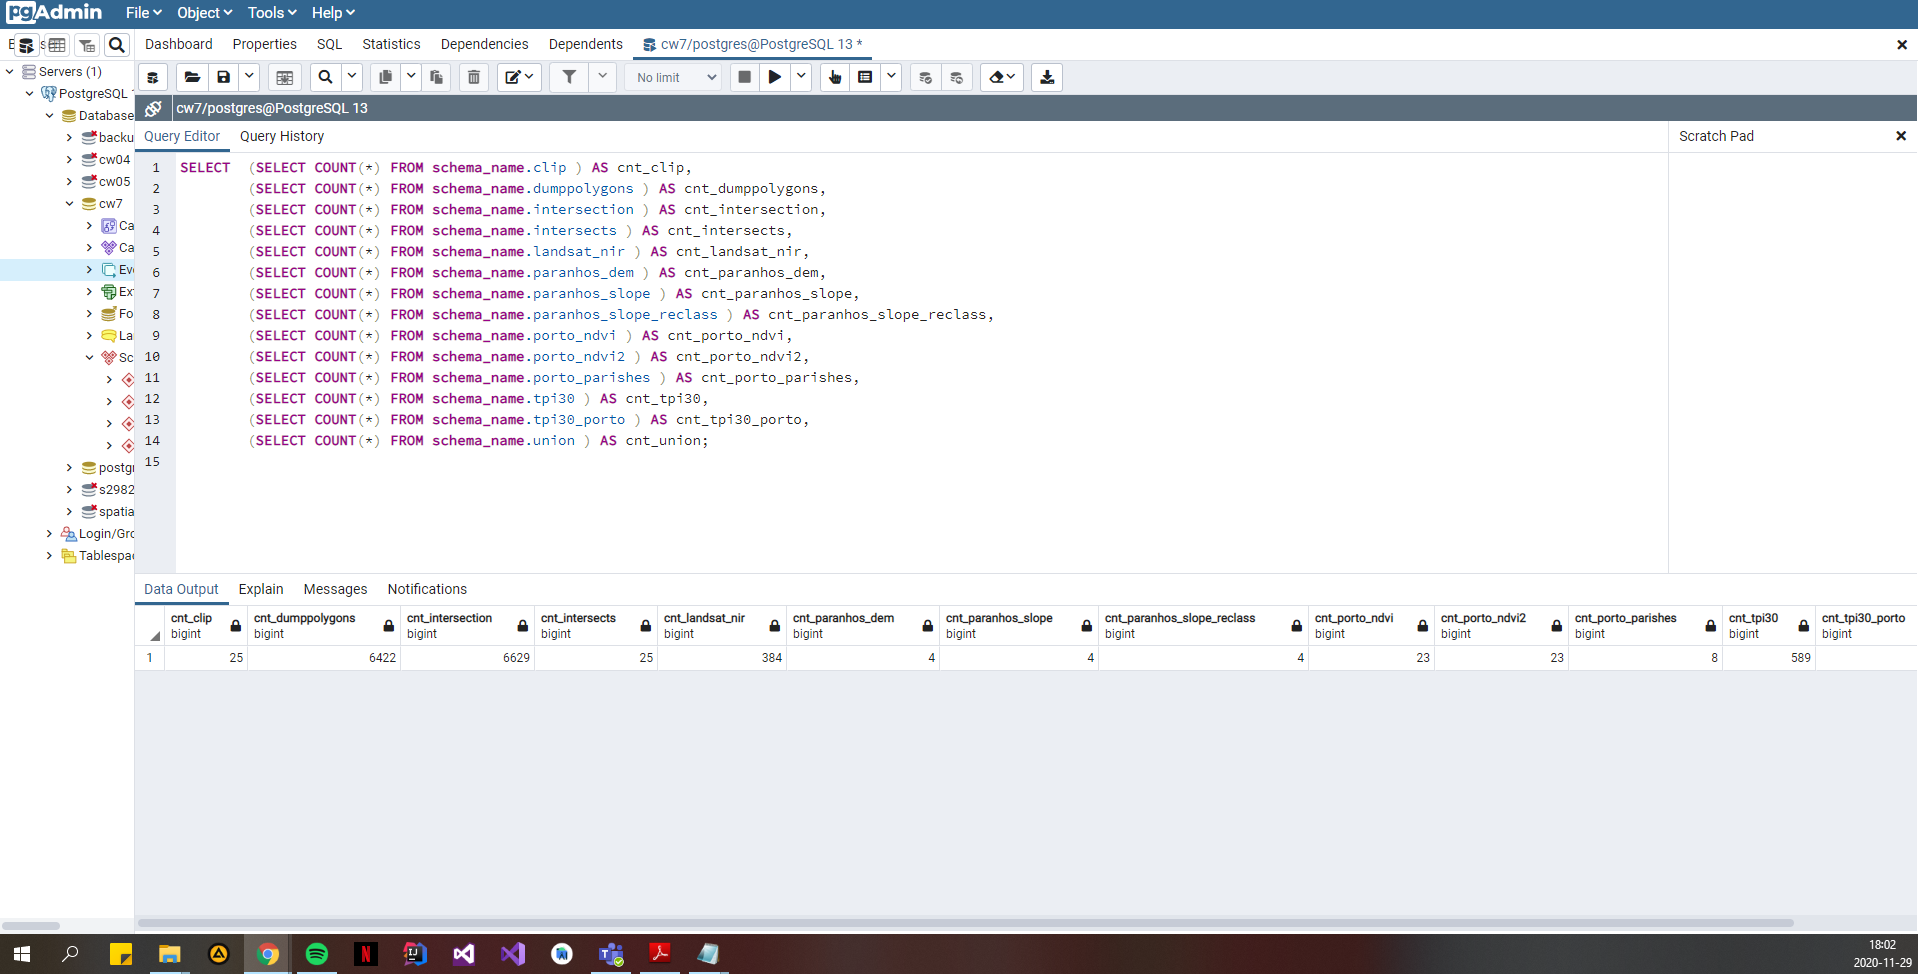 pgAdmin File Object Tools Help
Dashboard Properties SQL Statistics Dependencies Dependents cw7/postgres@PostgreSQL 13 *
No limit
cw7/postgres@PostgreSQL 13
Query Editor Query History
Scratch Pad
Servers (1)
PostgreSQL
Database
backu
cw04
cw05
cw7
Ca
Ca
Eve
Ext
Fo
La
Sc
postgr
s2982
spatia
Login/Gro
Tablespac
1 SELECT (SELECT COUNT(*) FROM schema_name.clip ) AS cnt_clip,
2 (SELECT COUNT(*) FROM schema_name.dumppolygons ) AS cnt_dumppolygons,
3 (SELECT COUNT(*) FROM schema_name.intersection ) AS cnt_intersection,
4 (SELECT COUNT(*) FROM schema_name.intersects ) AS cnt_intersects,
5 (SELECT COUNT(*) FROM schema_name.landsat_nir ) AS cnt_landsat_nir,
6 (SELECT COUNT(*) FROM schema_name.paranhos_dem ) AS cnt_paranhos_dem,
7 (SELECT COUNT(*) FROM schema_name.paranhos_slope ) AS cnt_paranhos_slope,
8 (SELECT COUNT(*) FROM schema_name.paranhos_slope_reclass ) AS cnt_paranhos_slope_reclass,
9 (SELECT COUNT(*) FROM schema_name.porto_ndvi ) AS cnt_porto_ndvi,
10 (SELECT COUNT(*) FROM schema_name.porto_ndvi2 ) AS cnt_porto_ndvi2,
11 (SELECT COUNT(*) FROM schema_name.porto_parishes ) AS cnt_porto_parishes,
12 (SELECT COUNT(*) FROM schema_name.tpi30 ) AS cnt_tpi30,
13 (SELECT COUNT(*) FROM schema_name.tpi30_porto ) AS cnt_tpi30_porto,
14 (SELECT COUNT(*) FROM schema_name.union ) AS cnt_union;
15
Data Output Explain Messages Notifications
cnt_clip cnt_dumppolygons cnt_intersection cnt_intersects cnt_landsat_nir cnt_paranhos_dem cnt_paranhos_slope cnt_paranhos_slope_reclass cnt_porto_ndvi cnt_porto_ndvi2 cnt_porto_parishes cnt_tpi30 cnt_tpi30_porto
bigint bigint bigint bigint bigint bigint bigint bigint bigint bigint bigint bigint bigint
1 25 6422 6629 25 384 4 4 4 23 23 8 589
18:02
2020-11-29